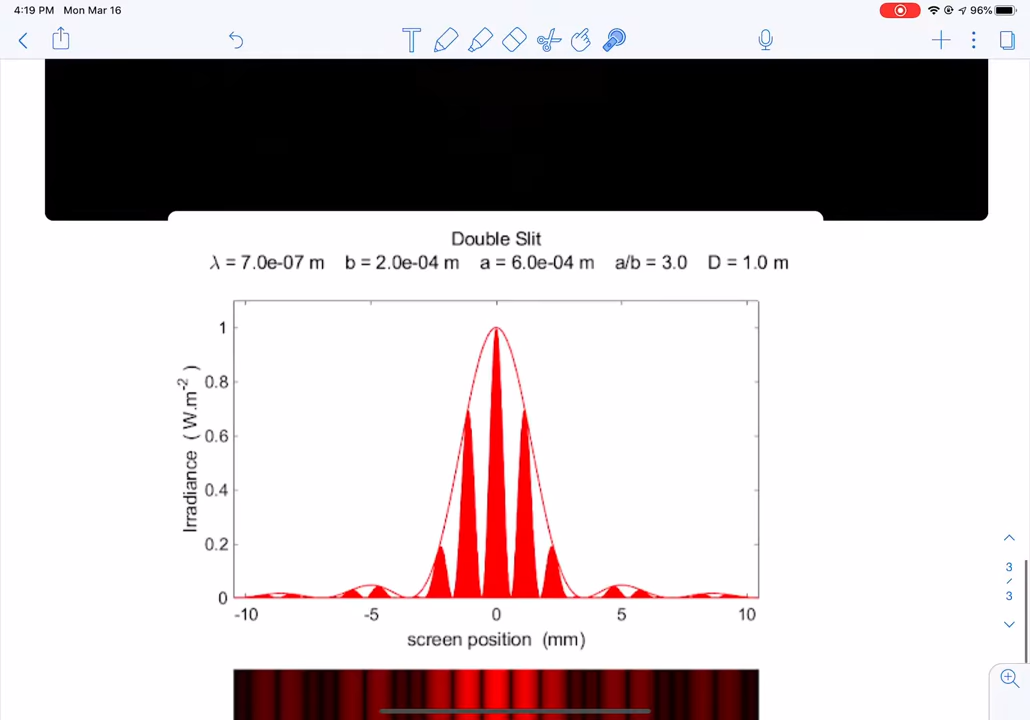 4:19 PM Mon Mar 16
96%
Double Slit
λ = 7.0e-07 m b = 2.0e-04 m a = 6.0e-04 m a/b = 3.0 D = 1.0 m
1
0.8
0.6
0.4
0.2
0
Irradiance ( W.m⁻² )
-10 -5 0 5 10
screen position (mm)
3
/
3